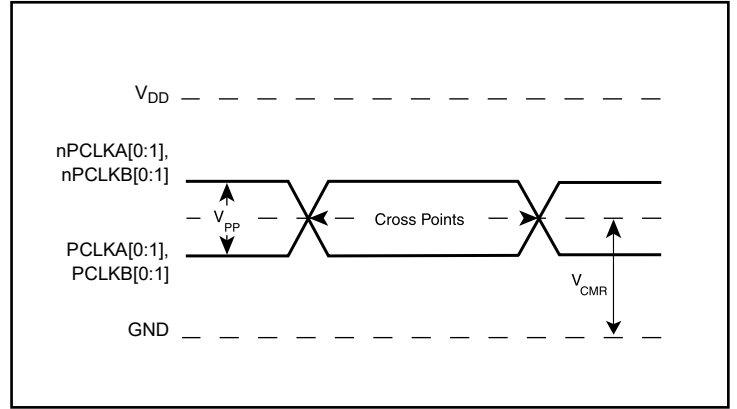 VDD
nPCLKA[0:1],
nPCLKB[0:1]
VPP
Cross Points
PCLKA[0:1],
PCLKB[0:1]
VCMR
GND